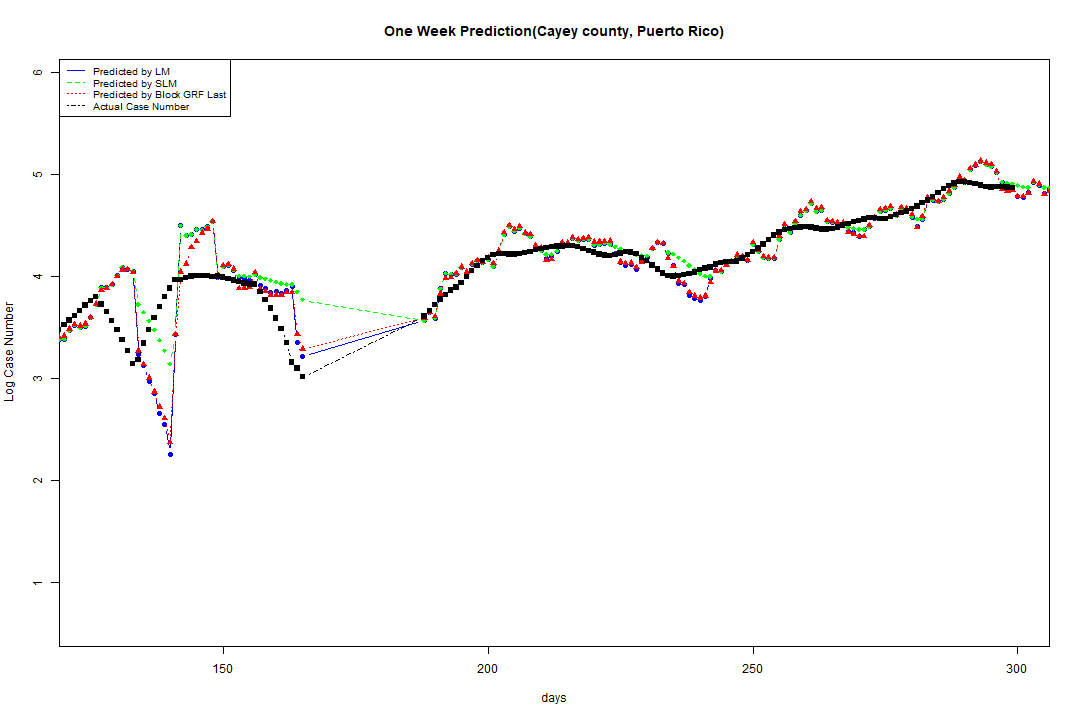 One Week Prediction(Cayey county, Puerto Rico)
Predicted by LM
Predicted by SLM
Predicted by Block GRF Last
Actual Case Number
6
5
4
3
2
1
Log Case Number
150
200
250
300
days